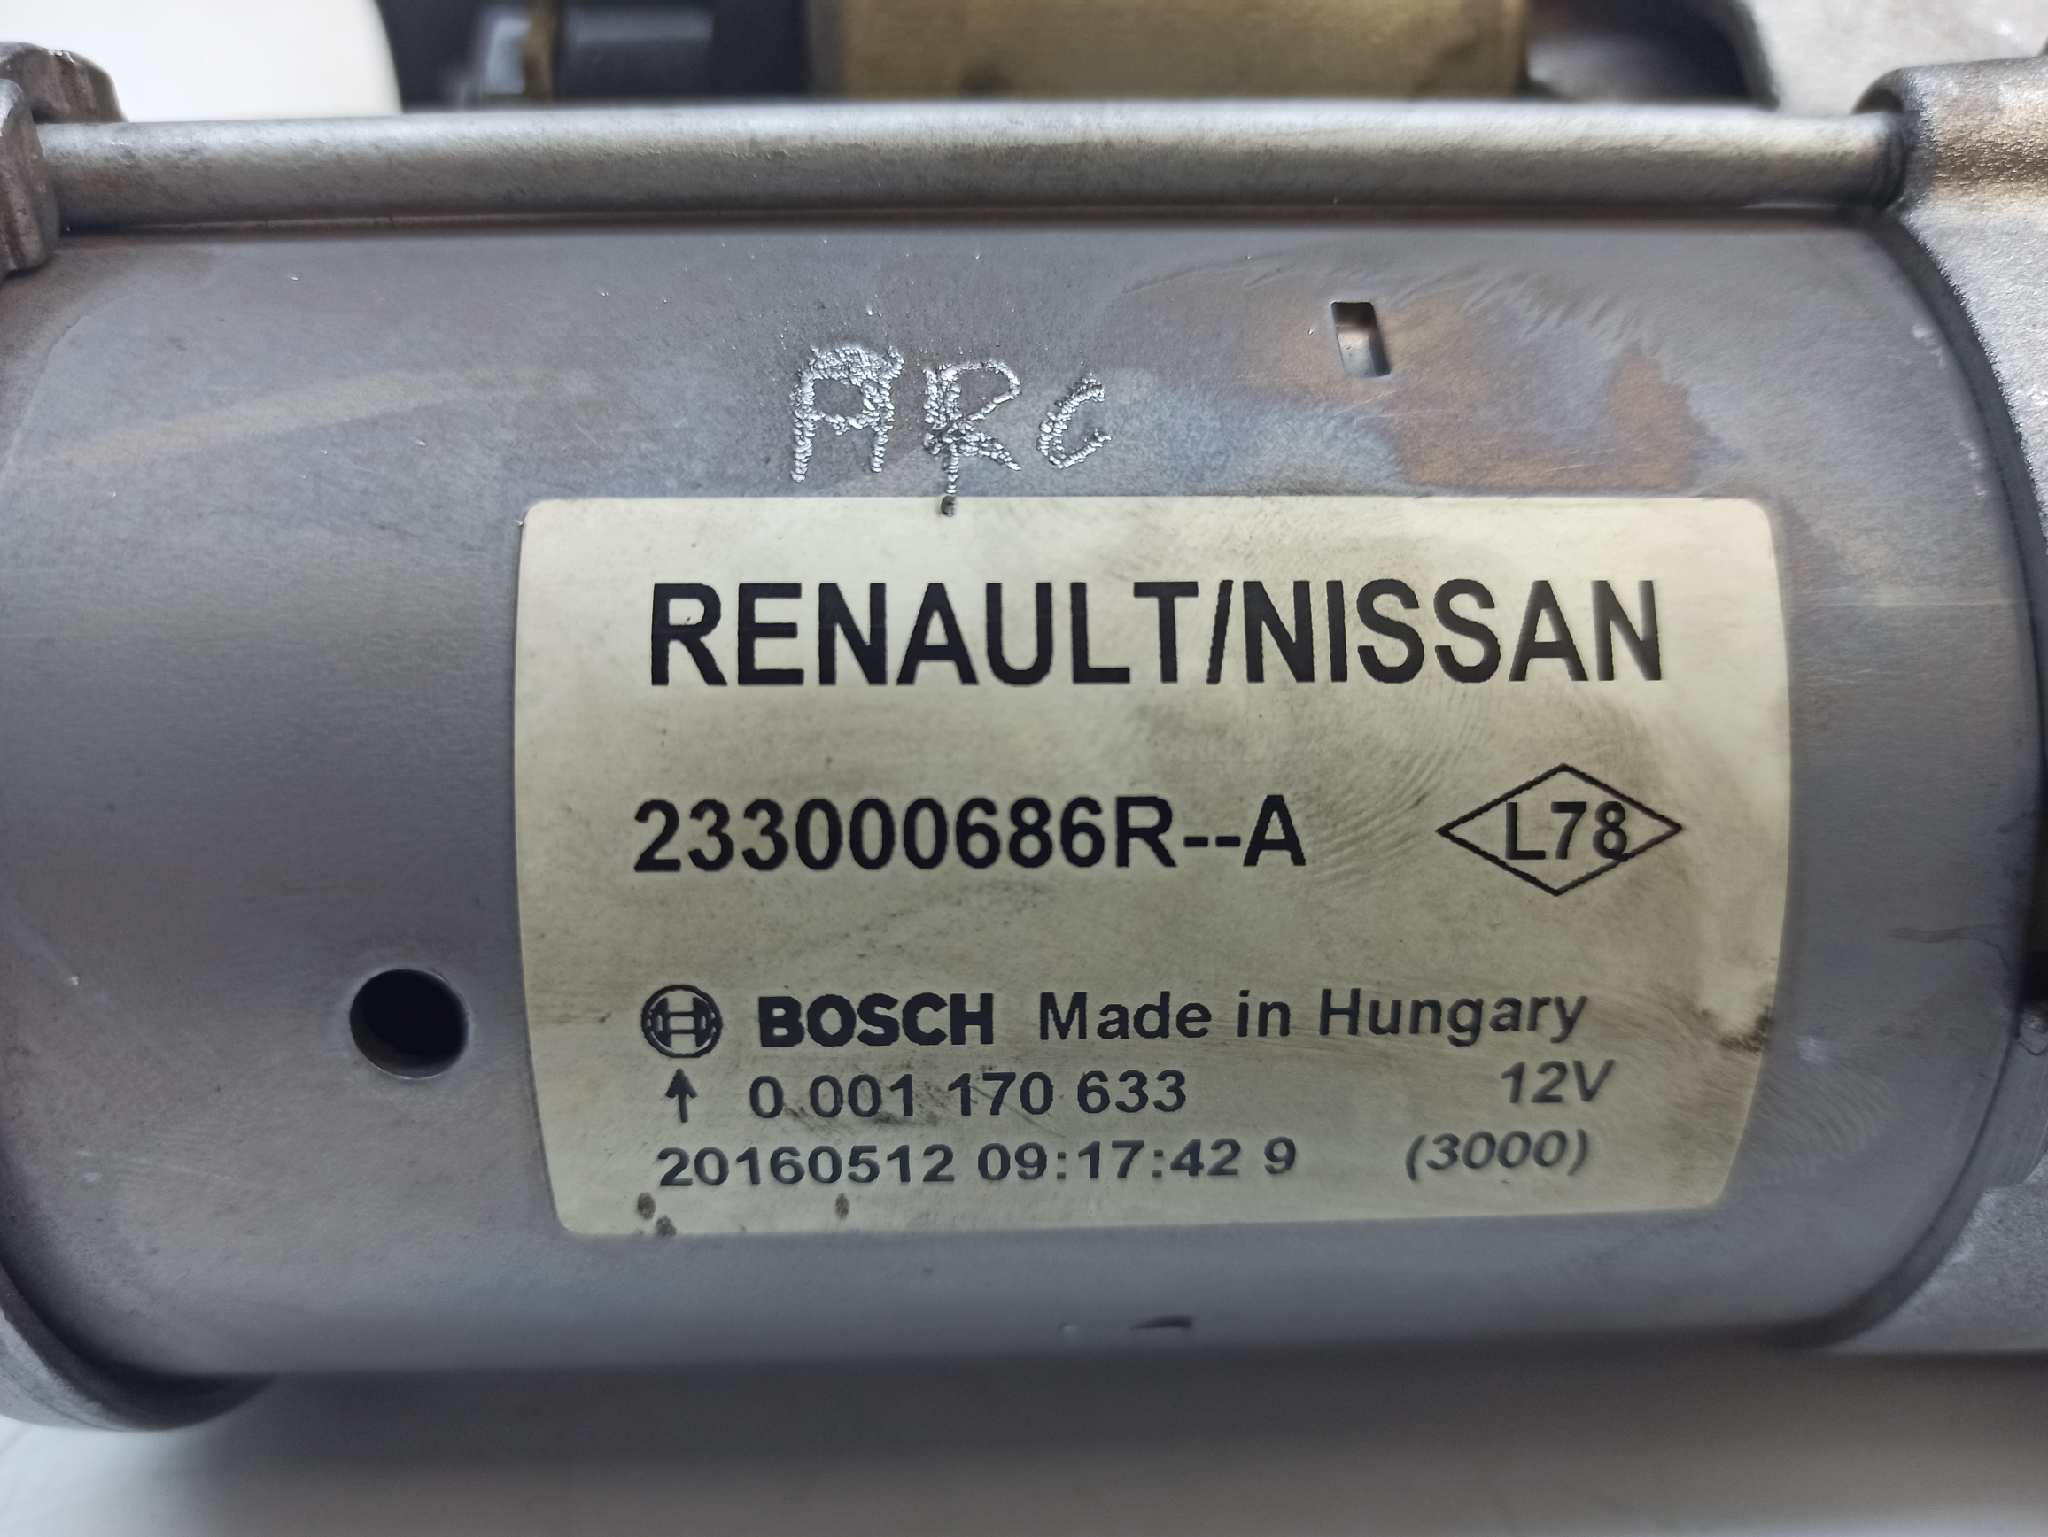 ARC
RENAULT/NISSAN
233000686R--A L78
BOSCH Made in Hungary
↑ 0 001 170 633 12V
20160512 09:17:42 9 (3000)